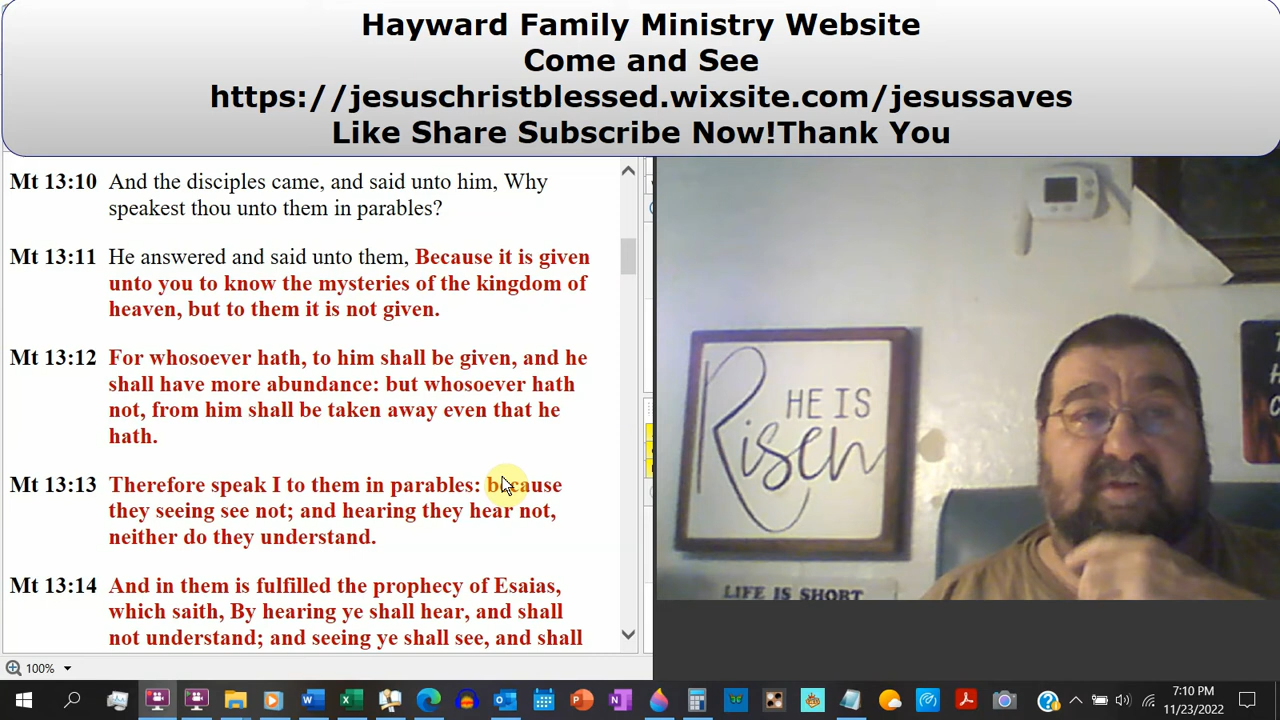 Hayward Family Ministry Website
Come and See
https://jesuschristblessed.wixsite.com/jesussaves
Like Share Subscribe Now!Thank You
Mt 13:10 And the disciples came, and said unto him, Why
speakest thou unto them in parables?
Mt 13:11 He answered and said unto them, Because it is given
unto you to know the mysteries of the kingdom of
heaven, but to them it is not given.
Mt 13:12 For whosoever hath, to him shall be given, and he
shall have more abundance: but whosoever hath
not, from him shall be taken away even that he
hath.
Mt 13:13 Therefore speak I to them in parables: because
they seeing see not; and hearing they hear not,
neither do they understand.
Mt 13:14 And in them is fulfilled the prophecy of Esaias,
which saith, By hearing ye shall hear, and shall
not understand; and seeing ye shall see, and shall
100%
HE IS
Risen
LIFE IS SHORT
7:10 PM
11/23/2022